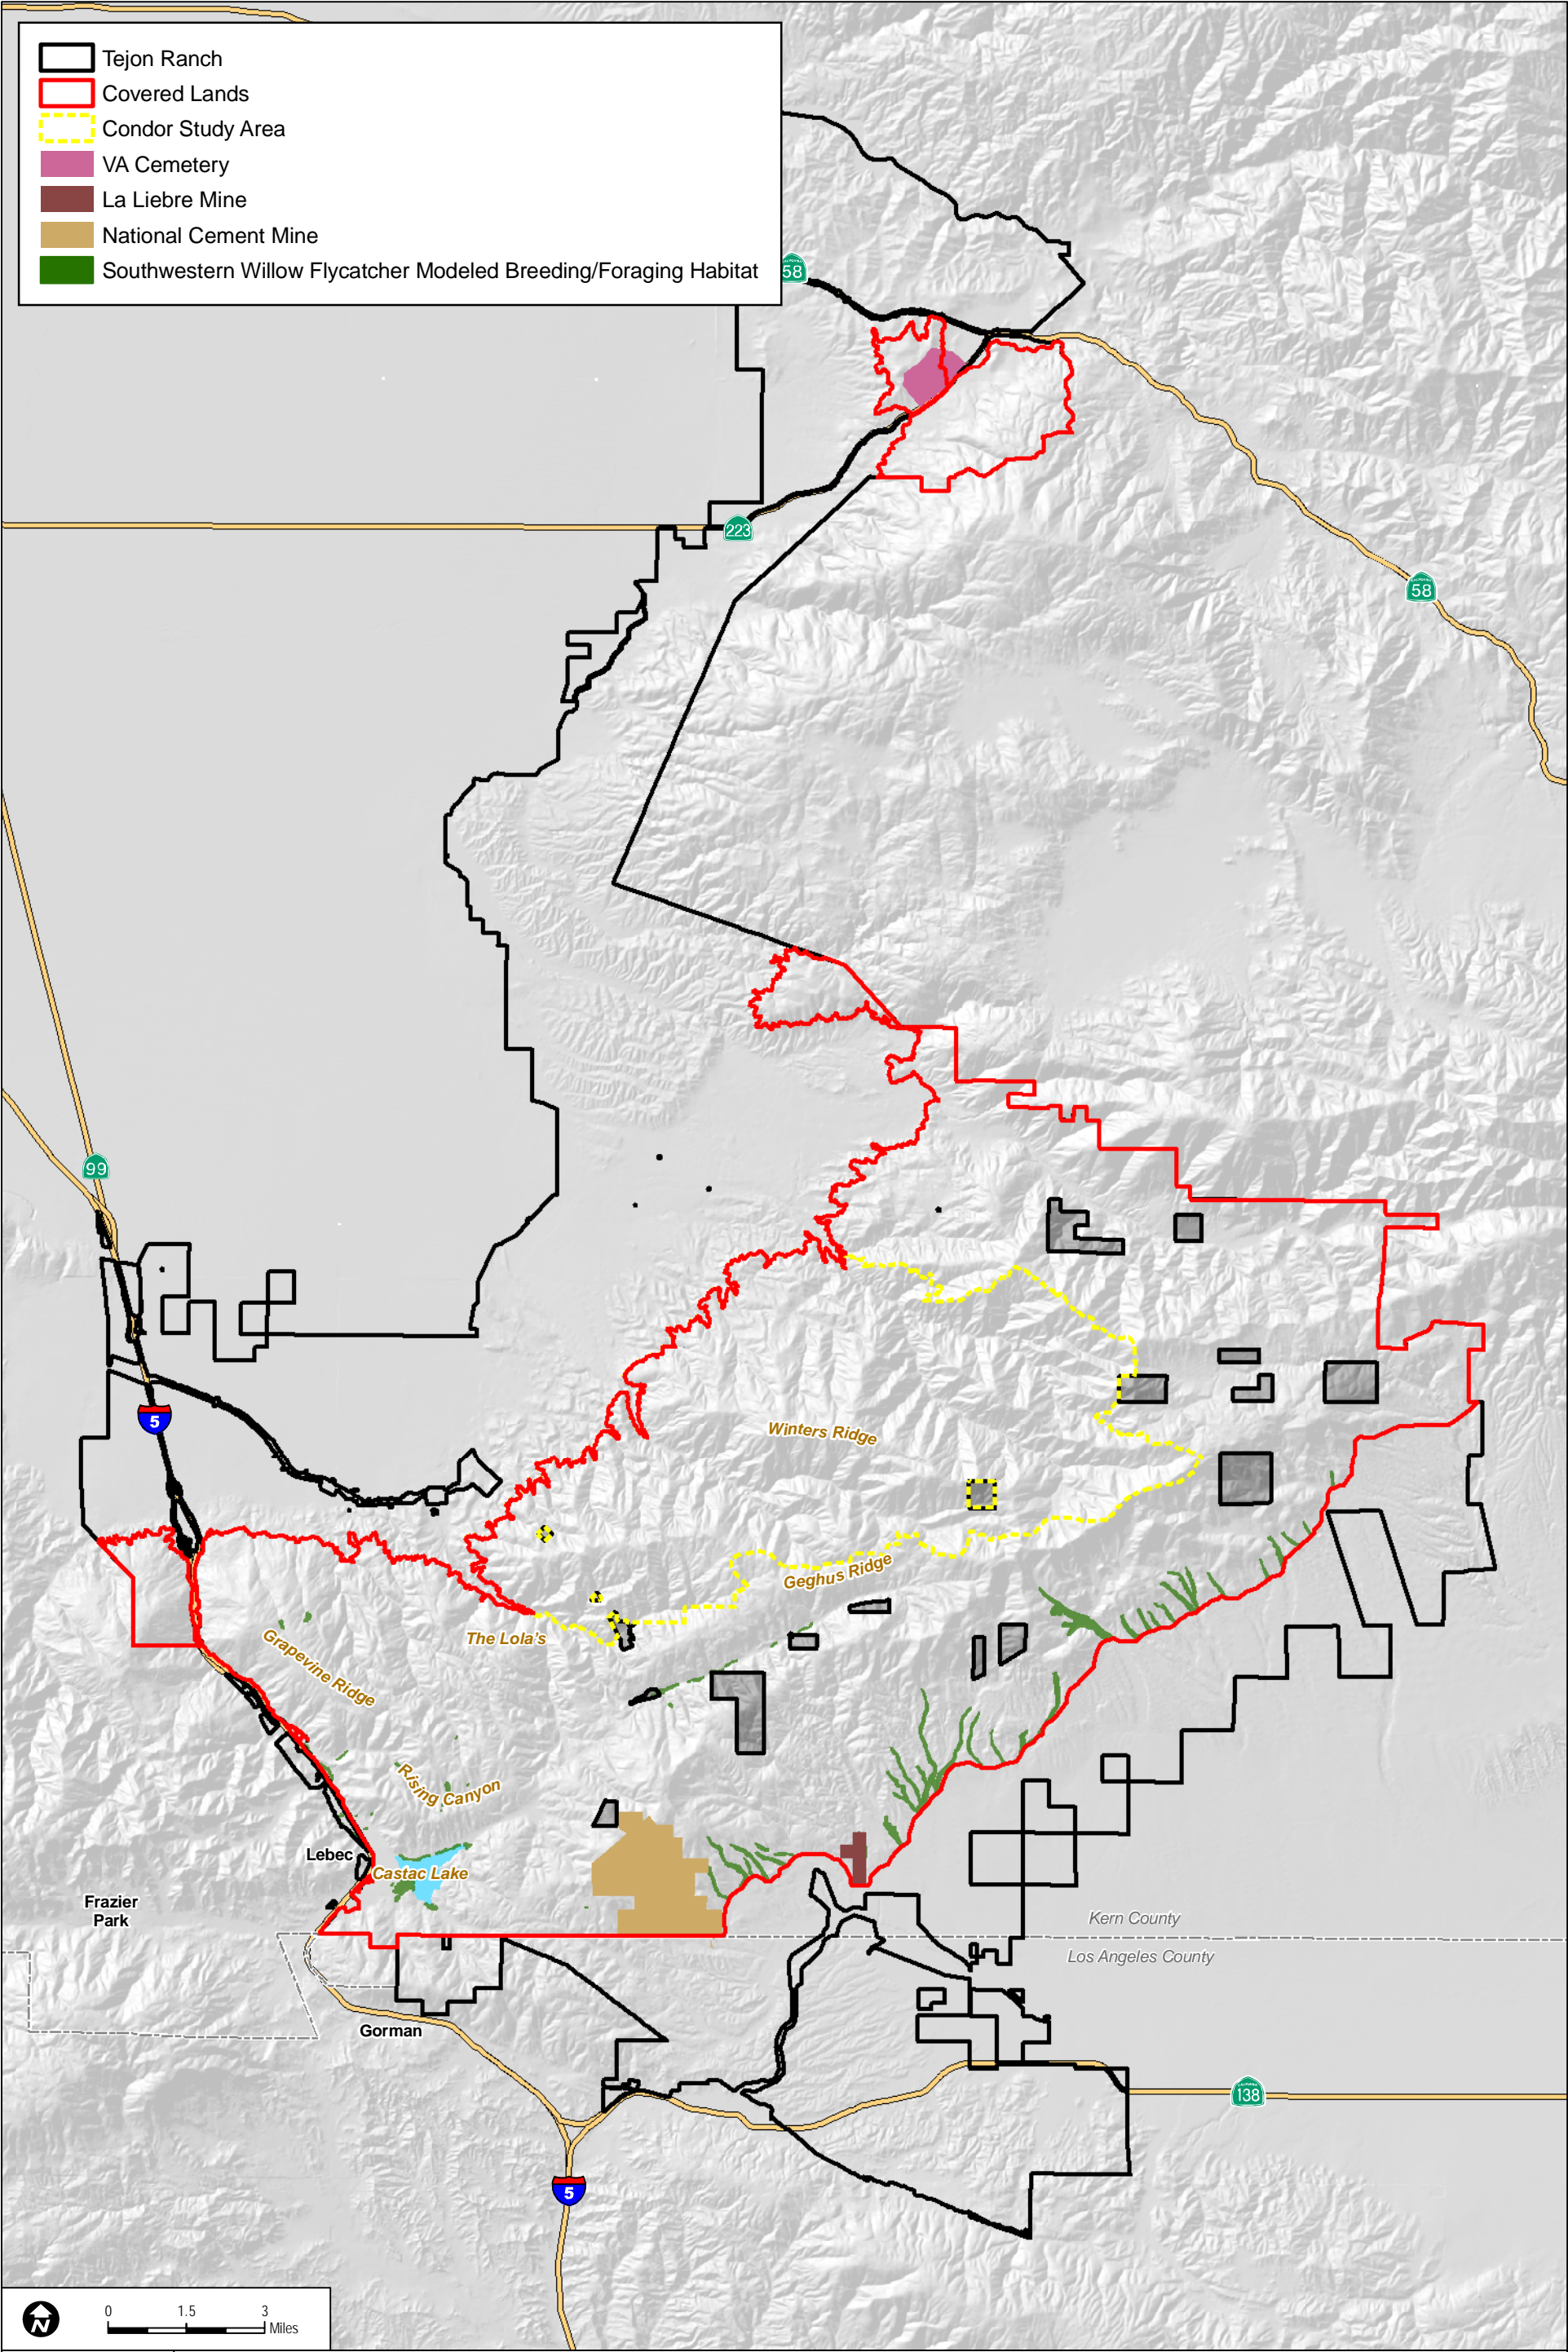 Tejon Ranch
Covered Lands
Condor Study Area
VA Cemetery
La Liebre Mine
National Cement Mine
Southwestern Willow Flycatcher Modeled Breeding/Foraging Habitat
58
223
58
99
5
Winters Ridge
Geghus Ridge
The Lola's
Grapevine Ridge
Rising Canyon
Lebec
Castac Lake
Frazier
Park
Kern County
Los Angeles County
Gorman
138
5
N
0 1.5 3
Miles